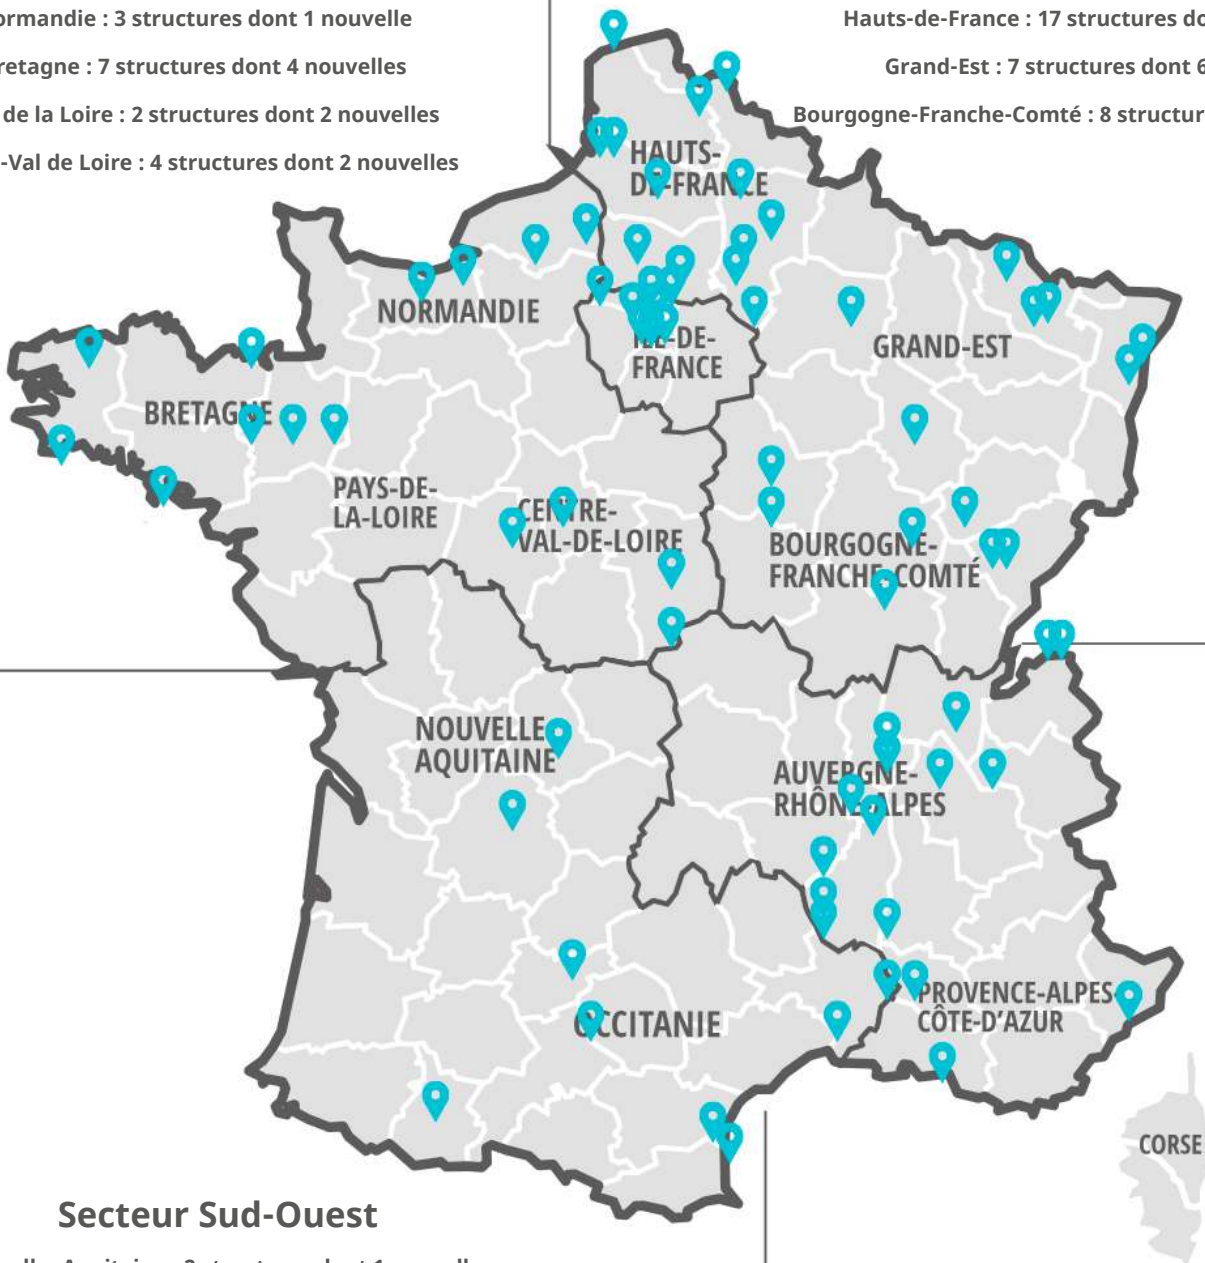 ormandie : 3 structures dont 1 nouvelle
retagne : 7 structures dont 4 nouvelles
de la Loire : 2 structures dont 2 nouvelles
-Val de Loire : 4 structures dont 2 nouvelles
Hauts-de-France : 17 structures do
Grand-Est : 7 structures dont 6
Bourgogne-Franche-Comté : 8 structur
HAUTS-
DE-FRANCE
NORMANDIE
ÎLE-DE-
FRANCE
GRAND-EST
BRETAGNE
PAYS-DE-
LA-LOIRE
CENTRE-
VAL-DE-LOIRE
BOURGOGNE-
FRANCHE-COMTÉ
NOUVELLE
AQUITAINE
AUVERGNE-
RHÔNE-ALPES
OCCITANIE
PROVENCE-ALPES-
CÔTE-D'AZUR
CORSE
Secteur Sud-Ouest